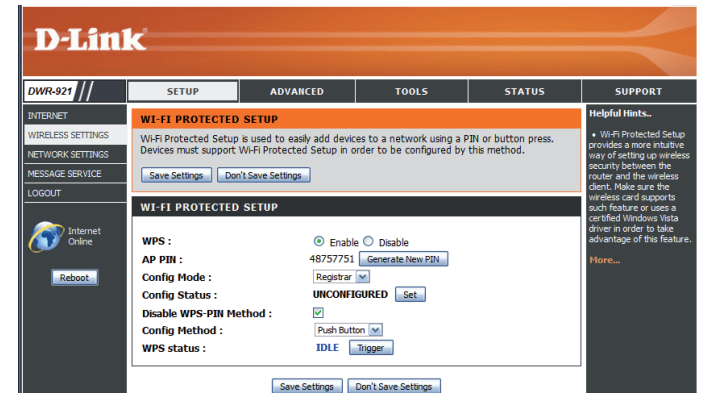 D-Link
DWR-921 // SETUP ADVANCED TOOLS STATUS SUPPORT
INTERNET
WIRELESS SETTINGS
NETWORK SETTINGS
MESSAGE SERVICE
LOGOUT
Internet
Online
Reboot
WI-FI PROTECTED SETUP
Wi-Fi Protected Setup is used to easily add devices to a network using a PIN or button press.
Devices must support Wi-Fi Protected Setup in order to be configured by this method.
Save Settings Don't Save Settings
WI-FI PROTECTED SETUP
WPS : Enable Disable
AP PIN : 48757751 Generate New PIN
Config Mode : Registrar
Config Status : UNCONFIGURED Set
Disable WPS-PIN Method :
Config Method : Push Button
WPS status : IDLE Trigger
Save Settings Don't Save Settings
Helpful Hints..
• Wi-Fi Protected Setup
provides a more intuitive
way of setting up wireless
security between the
router and the wireless
client. Make sure the
wireless card supports
such feature or uses a
certified Windows Vista
driver in order to take
advantage of this feature.
More...